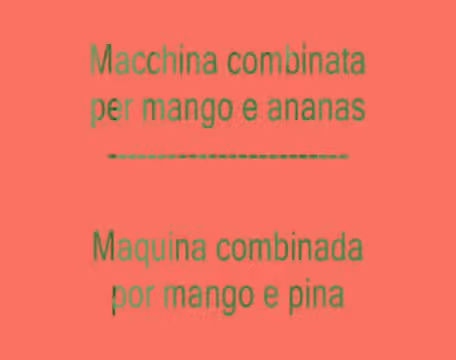 Macchina combinata
per mango e ananas
------------------------
Maquina combinada
por mango e pina